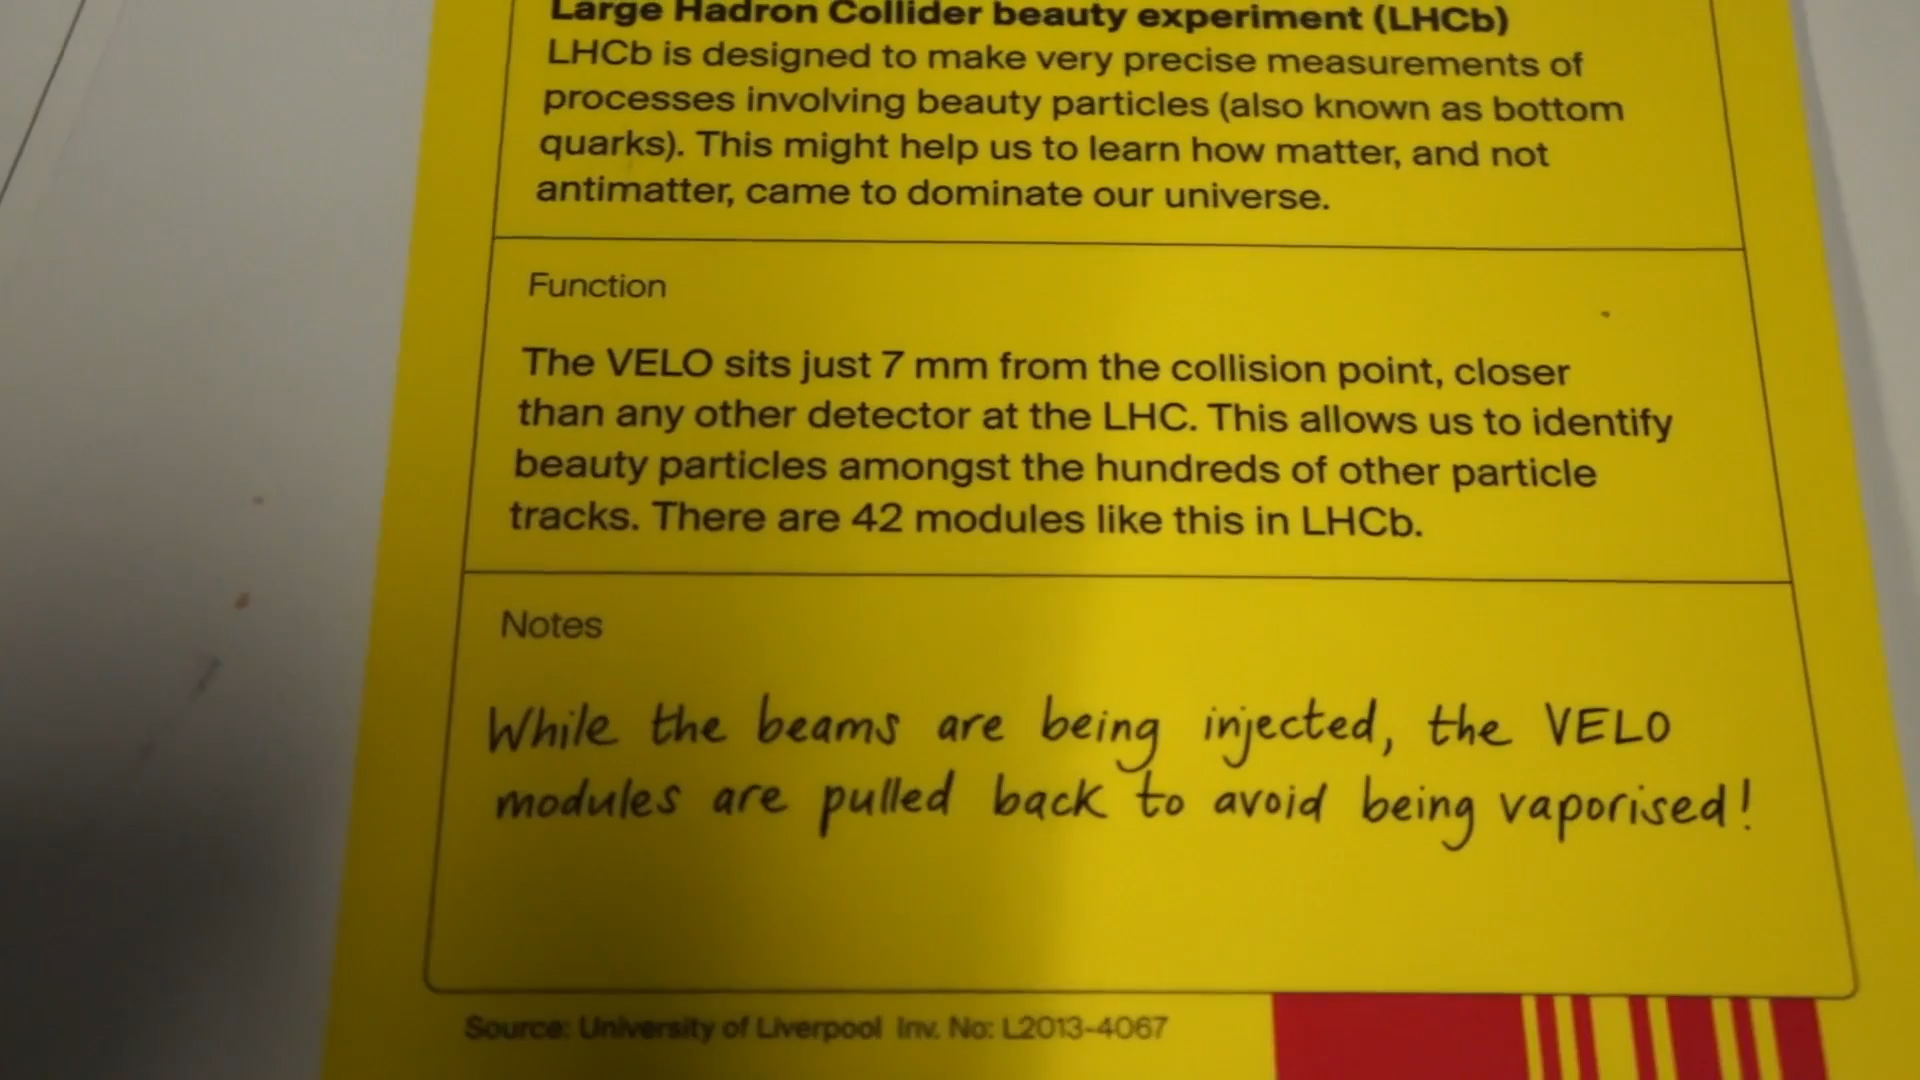 Large Hadron Collider beauty experiment (LHCb)
LHCb is designed to make very precise measurements of
processes involving beauty particles (also known as bottom
quarks). This might help us to learn how matter, and not
antimatter, came to dominate our universe.
Function
The VELO sits just 7 mm from the collision point, closer
than any other detector at the LHC. This allows us to identify
beauty particles amongst the hundreds of other particle
tracks. There are 42 modules like this in LHCb.
Notes
While the beams are being injected, the VELO
modules are pulled back to avoid being vaporised!
Source: University of Liverpool Inv. No: L2013-4067